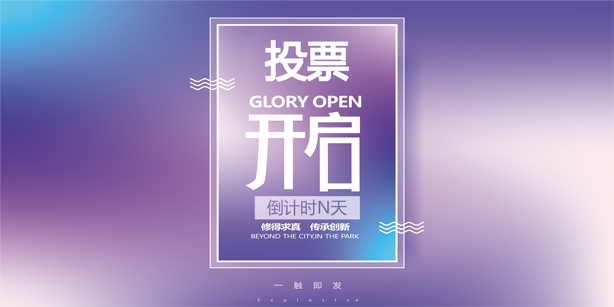 投票
GLORY OPEN
开启
倒计时N天
修得求真 传承创新
BEYOND THE CITY,IN THE PARK
一触即发
Explosive